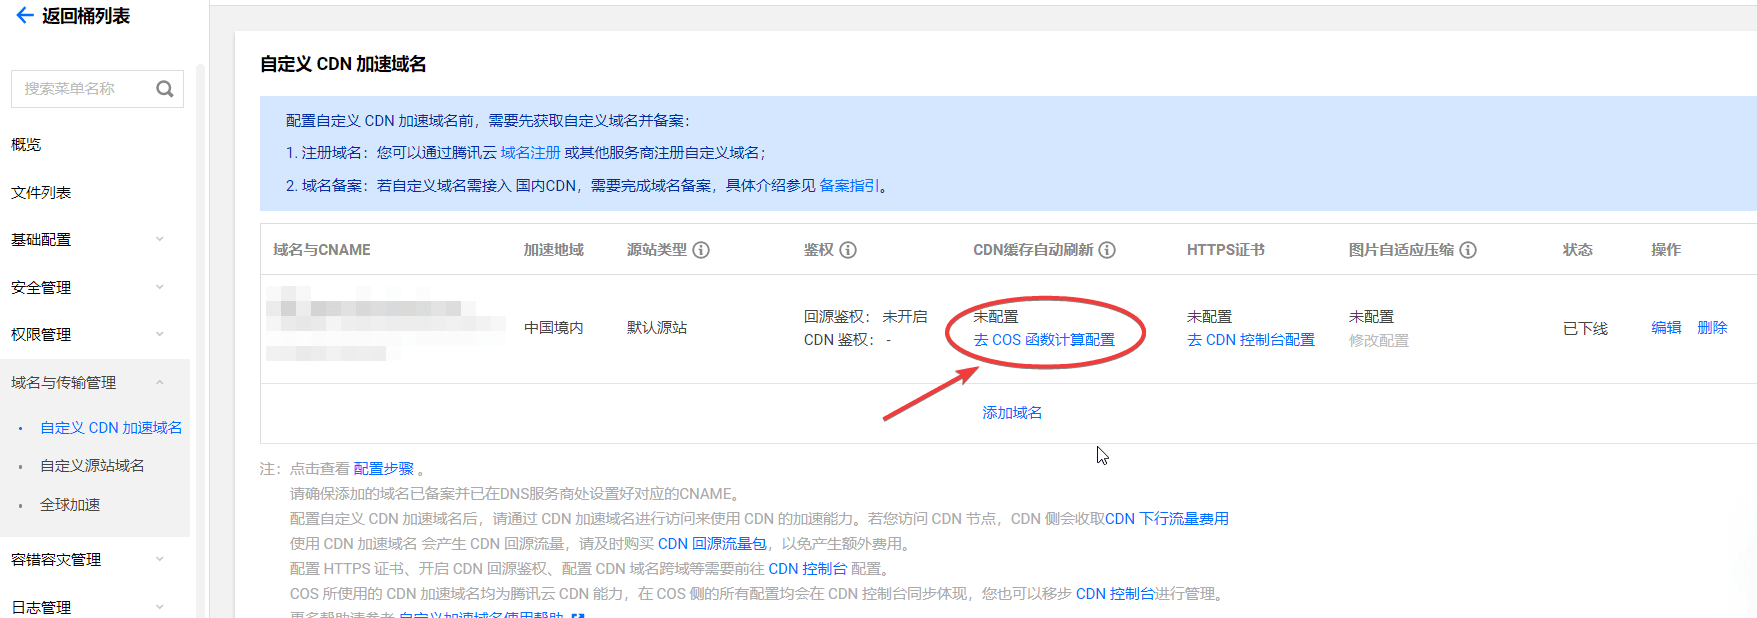 返回桶列表
搜索菜单名称
概览
文件列表
基础配置
安全管理
权限管理
域名与传输管理
自定义 CDN 加速域名
自定义源站域名
全球加速
容错容灾管理
日志管理
自定义 CDN 加速域名
配置自定义 CDN 加速域名前，需要先获取自定义域名并备案：
1. 注册域名：您可以通过腾讯云 域名注册 或其他服务商注册自定义域名；
2. 域名备案：若自定义域名需接入 国内CDN，需要完成域名备案，具体介绍参见 备案指引。
域名与CNAME 加速地域 源站类型 鉴权 CDN缓存自动刷新 HTTPS证书 图片自适应压缩 状态 操作
回源鉴权： 未开启 未配置 未配置 未配置
中国境内 默认源站 已下线 编辑 删除
CDN 鉴权： - 去 COS 函数计算配置 去 CDN 控制台配置 修改配置
添加域名
注：点击查看 配置步骤 。
请确保添加的域名已备案并已在DNS服务商处设置好对应的CNAME。
配置自定义 CDN 加速域名后，请通过 CDN 加速域名进行访问来使用 CDN 的加速能力。若您访问 CDN 节点，CDN 侧会收取CDN 下行流量费用
使用 CDN 加速域名 会产生 CDN 回源流量，请及时购买 CDN 回源流量包，以免产生额外费用。
配置 HTTPS 证书、开启 CDN 回源鉴权、配置 CDN 域名跨域等需要前往 CDN 控制台 配置。
COS 所使用的 CDN 加速域名均为腾讯云 CDN 能力，在 COS 侧的所有配置均会在 CDN 控制台同步体现，您也可以移步 CDN 控制台进行管理。
更多帮助请参考 自定义加速域名使用帮助